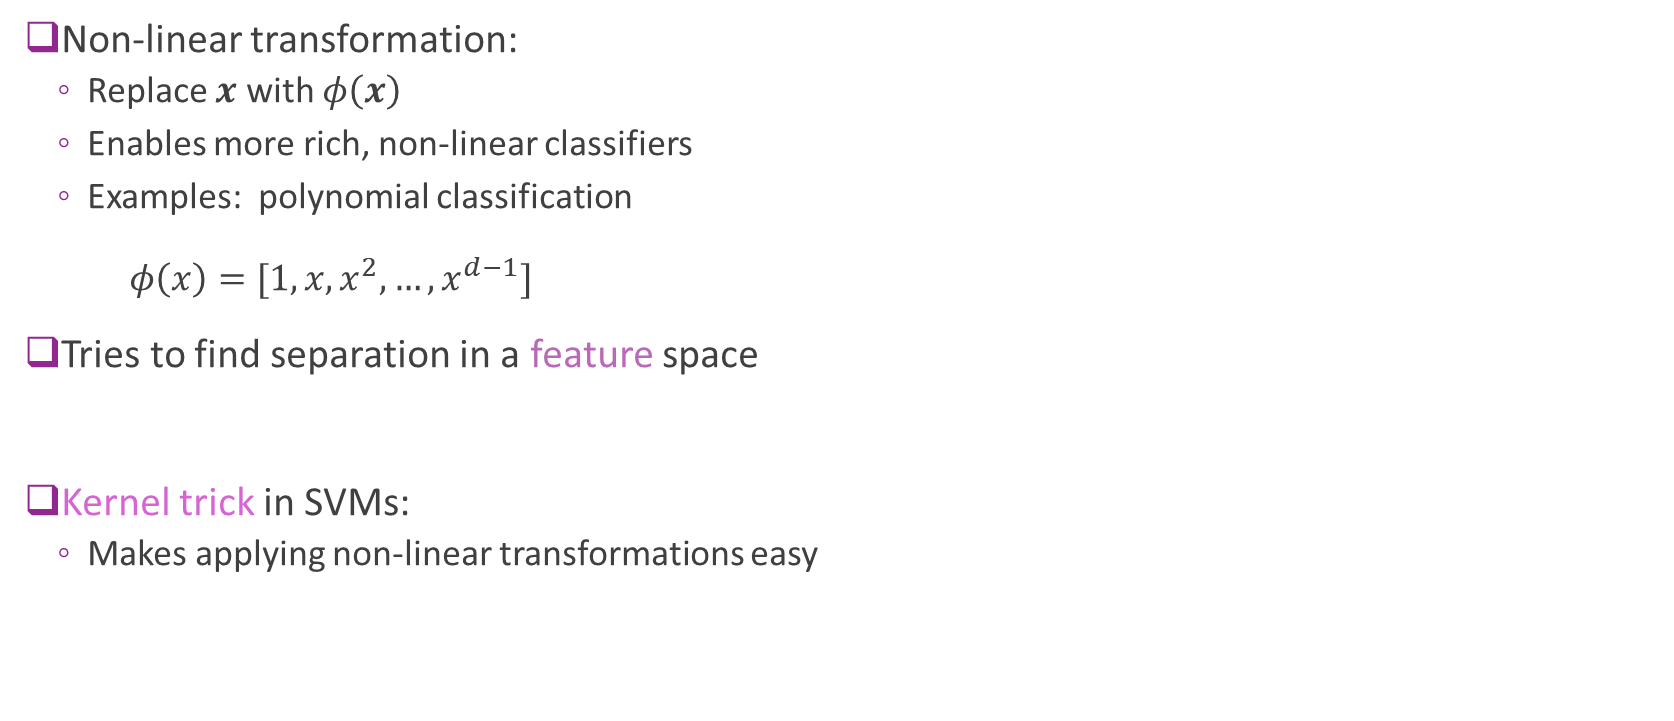 ❑Non-linear transformation:
◦ Replace 𝒙 with 𝜙(𝒙)
◦ Enables more rich, non-linear classifiers
◦ Examples:  polynomial classification
𝜙(𝑥) = [1, 𝑥, 𝑥², … , 𝑥ᵈ⁻¹]
❑Tries to find separation in a feature space
❑Kernel trick in SVMs:
◦ Makes applying non-linear transformations easy